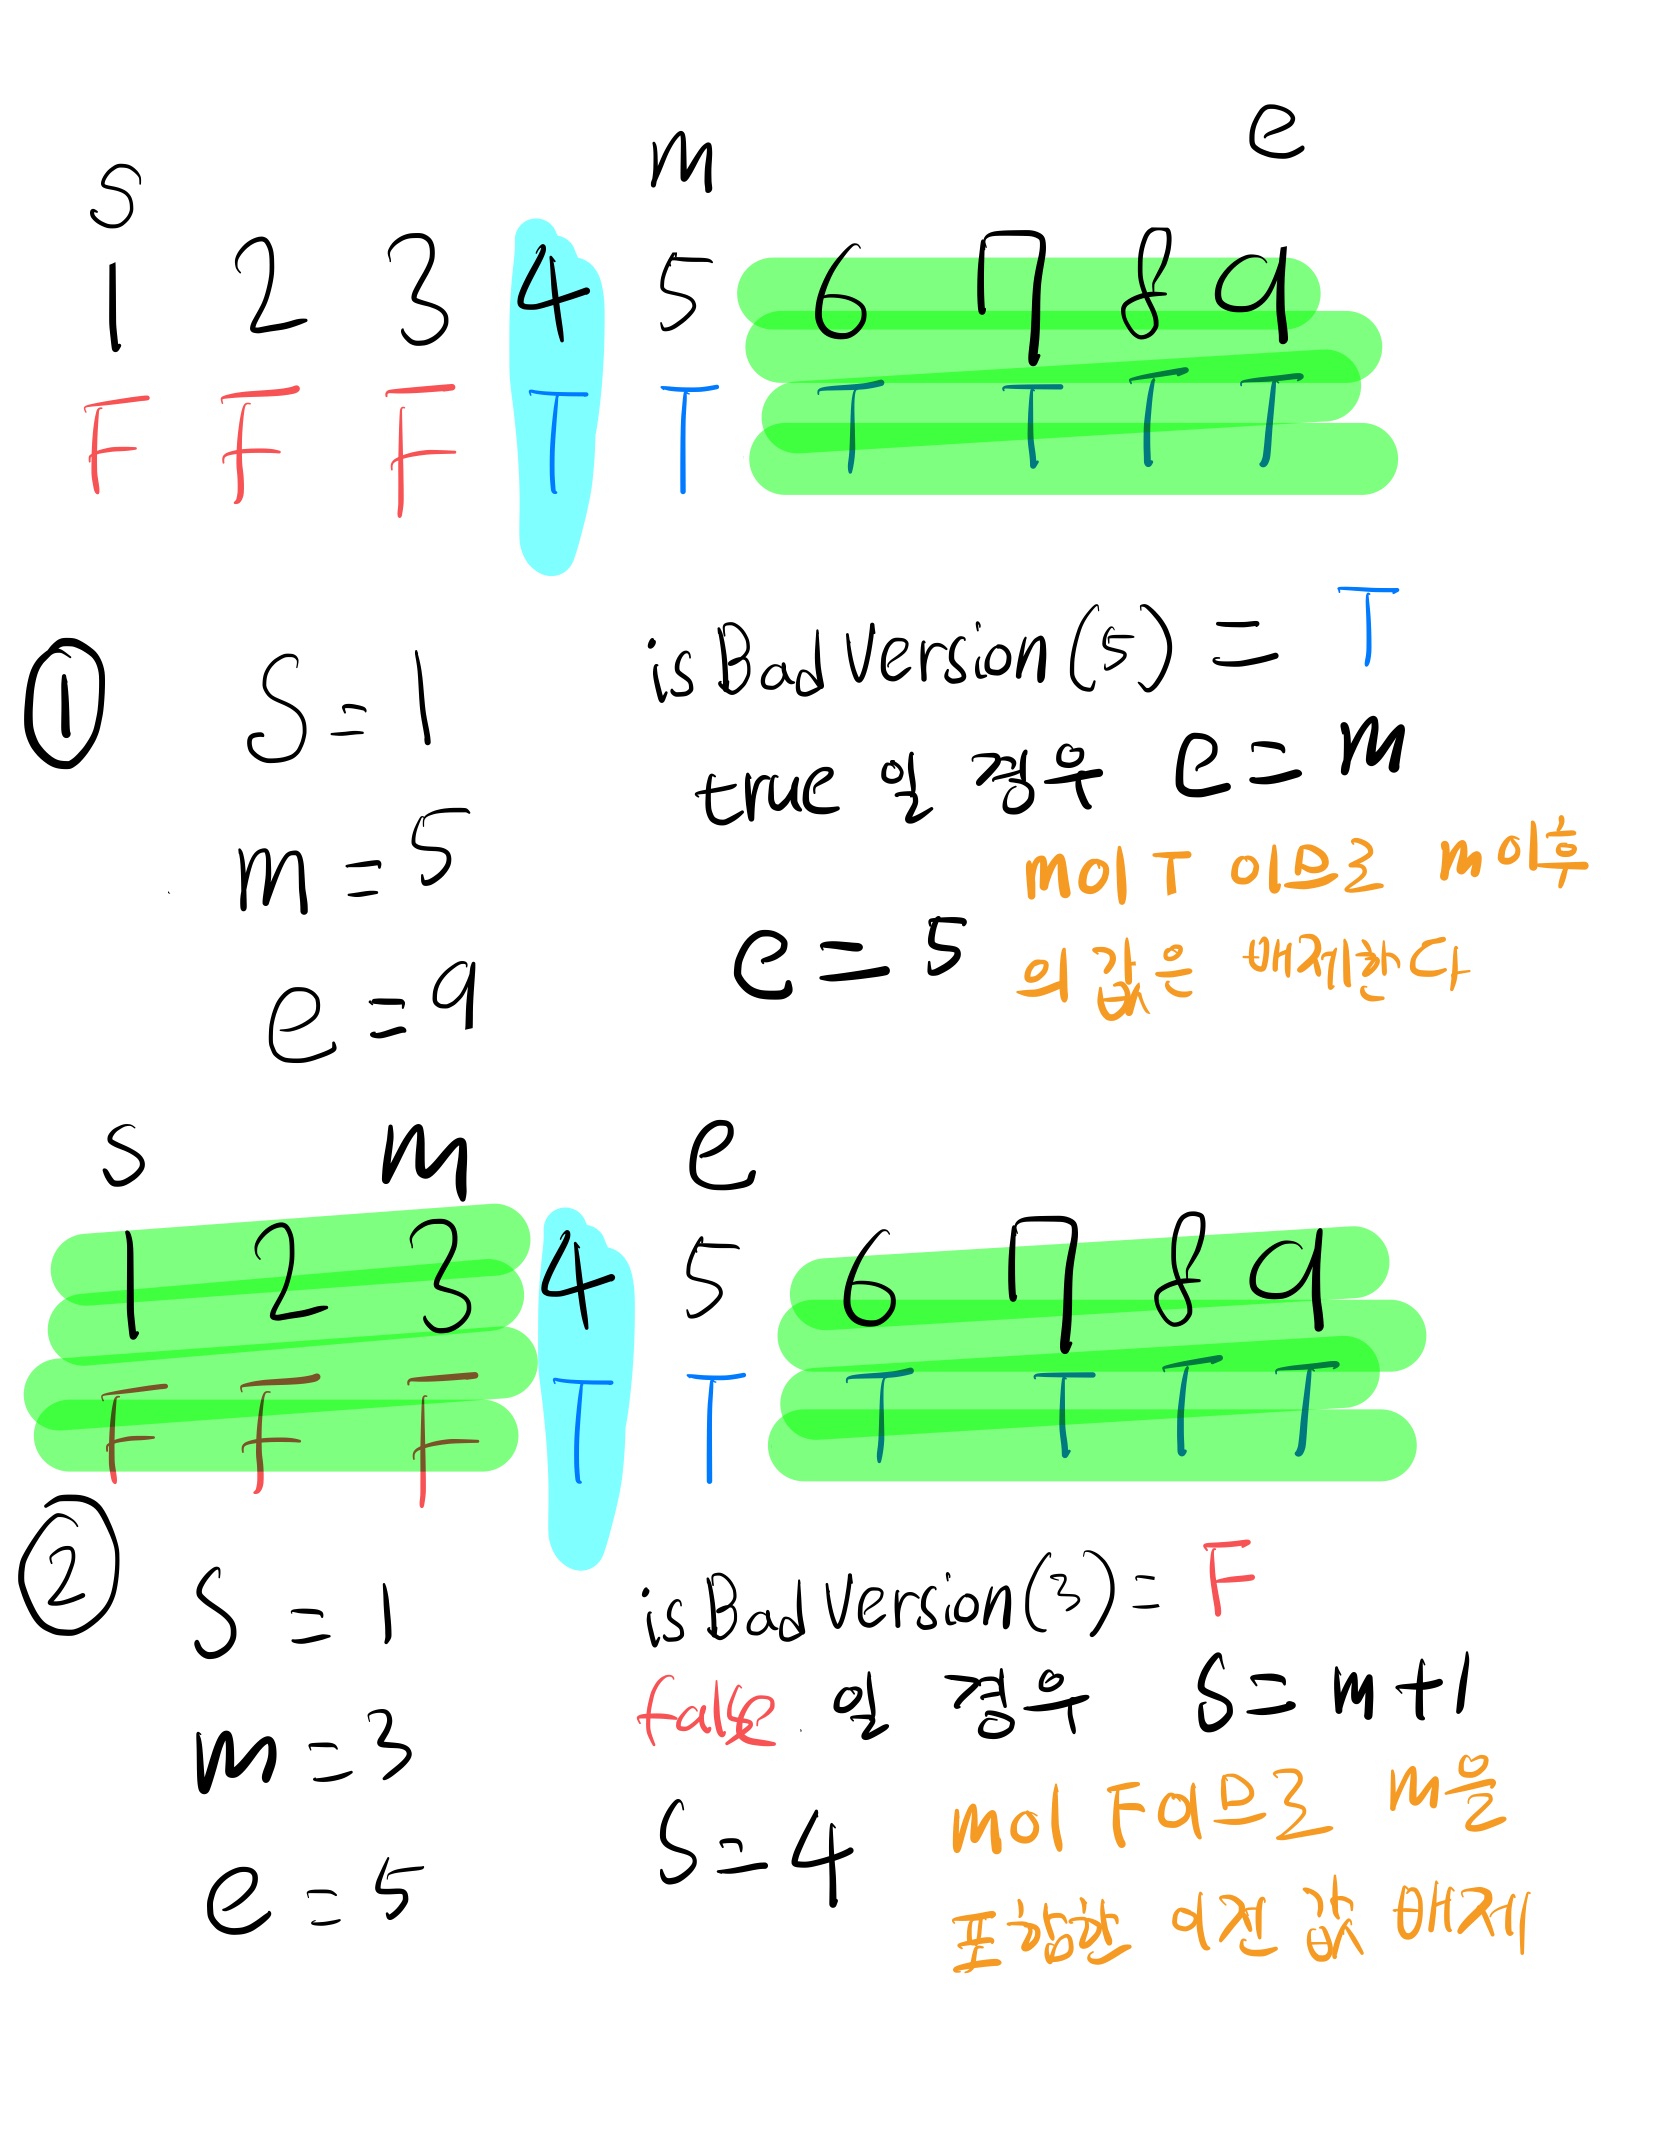 e
m
s
1 2 3 4 5 6 7 8 9
F F F T T T T T T
① S=1 isBadVersion(5) = T
true 일 경우 e=m
m=5 m이 T 이므로 m이후
e=5 의 값은 배제한다
e=9
s m e
1 2 3 4 5 6 7 8 9
F F F T T T T T T
② S=1 isBadVersion(3)= F
false 일 경우 S=m+1
m=3 m이 F이므로 m을
e=5 S=4 포함한 이전 값 배제